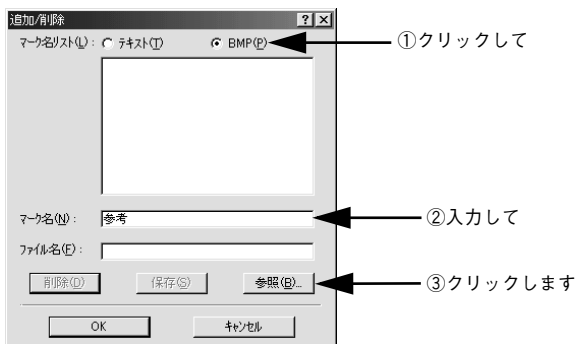 追加/削除
マーク名リスト(L): テキスト(T) BMP(P) ①クリックして
マーク名(N): 参考 ②入力して
ファイル名(F):
削除(D) 保存(S) 参照(B)... ③クリックします
OK キャンセル